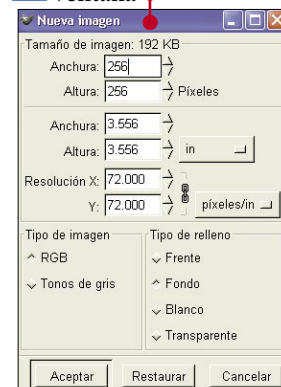 Nueva imagen
Tamaño de imagen: 192 KB
Anchura: 256
Altura: 256 Píxeles
Anchura: 3.556
Altura: 3.556 in
Resolución X: 72.000
Y: 72.000 píxeles/in
Tipo de imagen Tipo de relleno
RGB Frente
Tonos de gris Fondo
Blanco
Transparente
Aceptar Restaurar Cancelar